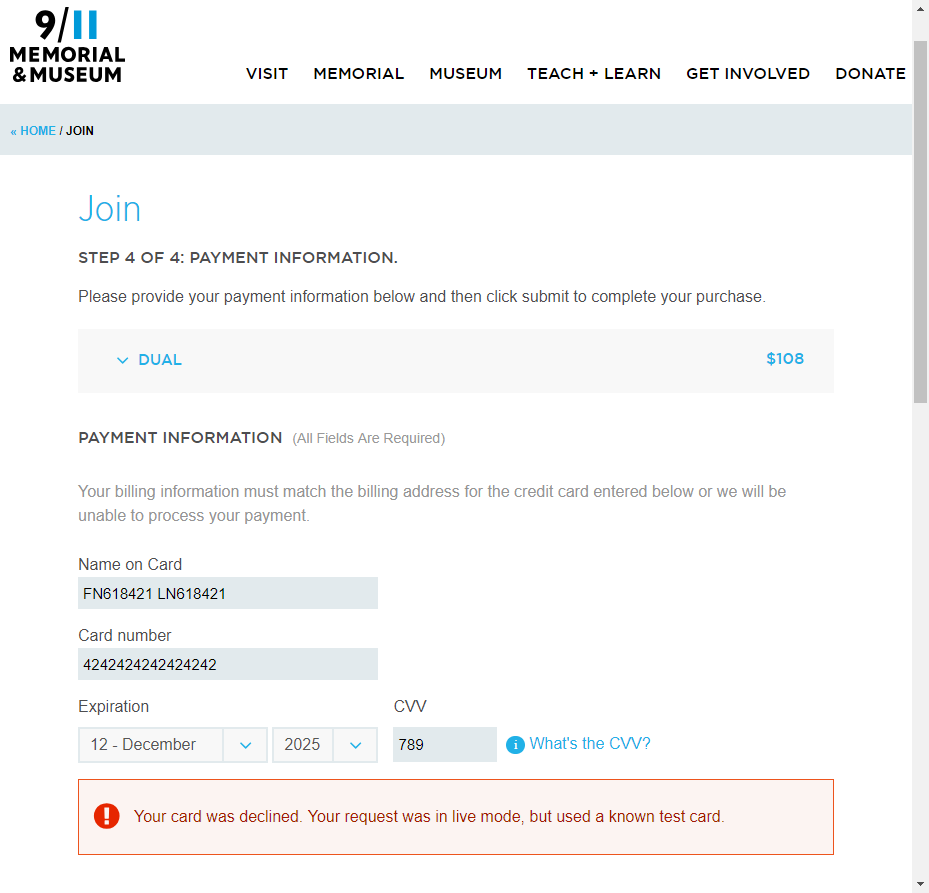 9/11
MEMORIAL
& MUSEUM
VISIT MEMORIAL MUSEUM TEACH + LEARN GET INVOLVED DONATE
« HOME / JOIN
Join
STEP 4 OF 4: PAYMENT INFORMATION.
Please provide your payment information below and then click submit to complete your purchase.
DUAL $108
PAYMENT INFORMATION (All Fields Are Required)
Your billing information must match the billing address for the credit card entered below or we will be
unable to process your payment.
Name on Card
FN618421 LN618421
Card number
4242424242424242
Expiration CVV
12 - December 2025 789 What's the CVV?
Your card was declined. Your request was in live mode, but used a known test card.